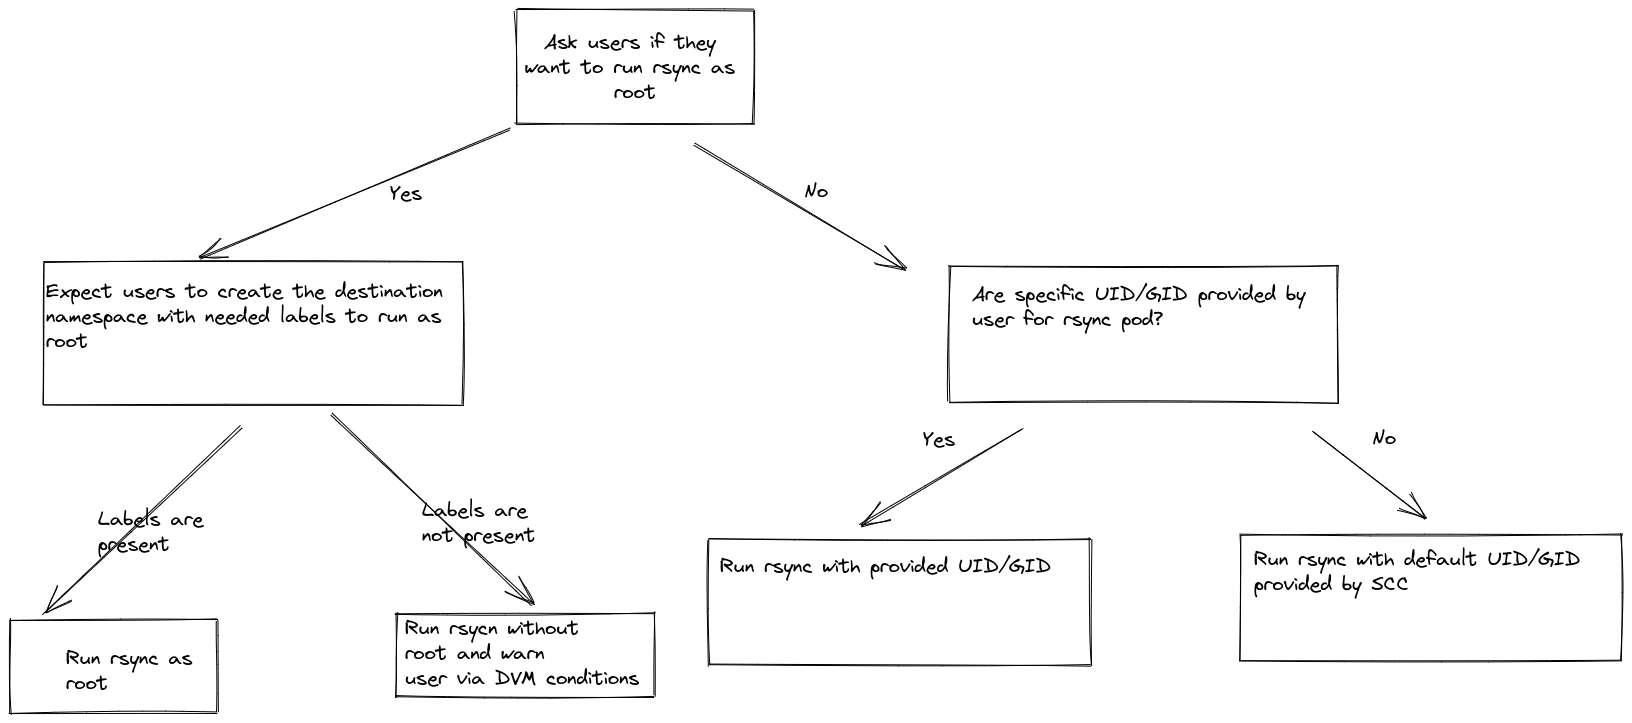 Ask users if they
want to run rsync as
root
Yes
No
Expect users to create the destination
namespace with needed labels to run as
root
Are specific UID/GID provided by
user for rsync pod?
Yes
No
Labels are
present
Labels are
not present
Run rsync with provided UID/GID
Run rsync with default UID/GID
provided by SCC
Run rsync as
root
Run rsycn without
root and warn
user via DVM conditions